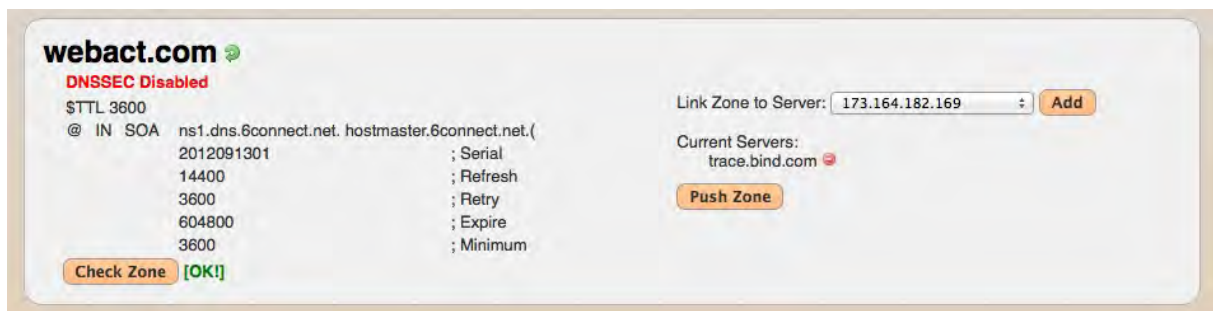 webact.com
DNSSEC Disabled
$TTL 3600
@ IN SOA ns1.dns.6connect.net. hostmaster.6connect.net.(
2012091301 ; Serial
14400 ; Refresh
3600 ; Retry
604800 ; Expire
3600 ; Minimum
Check Zone [OK!]
Link Zone to Server: 173.164.182.169 Add
Current Servers:
trace.bind.com
Push Zone